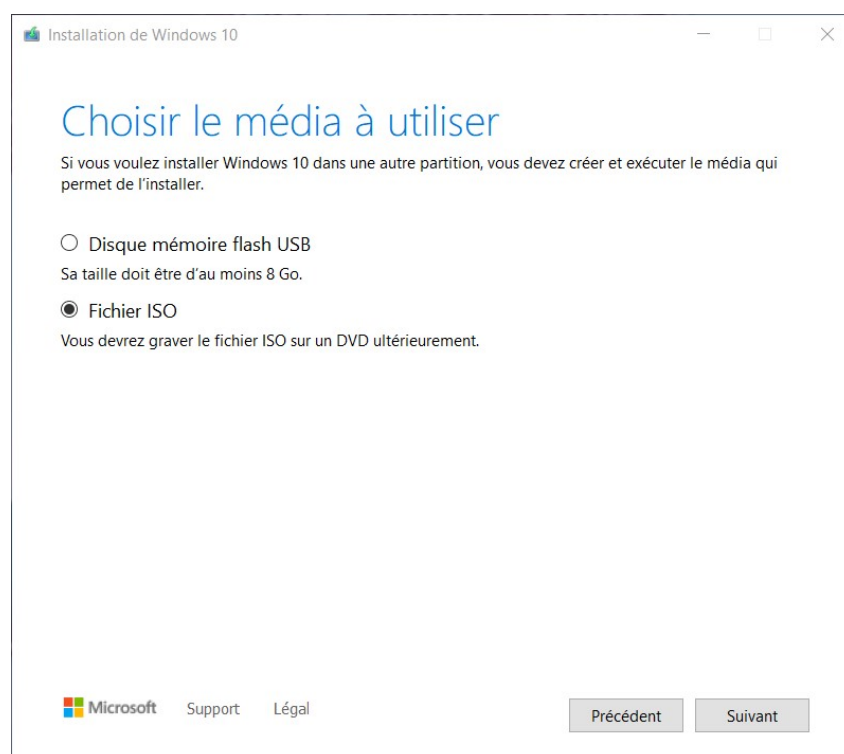 Installation de Windows 10
Choisir le média à utiliser
Si vous voulez installer Windows 10 dans une autre partition, vous devez créer et exécuter le média qui
permet de l'installer.
Disque mémoire flash USB
Sa taille doit être d'au moins 8 Go.
Fichier ISO
Vous devrez graver le fichier ISO sur un DVD ultérieurement.
Microsoft Support Légal Précédent Suivant